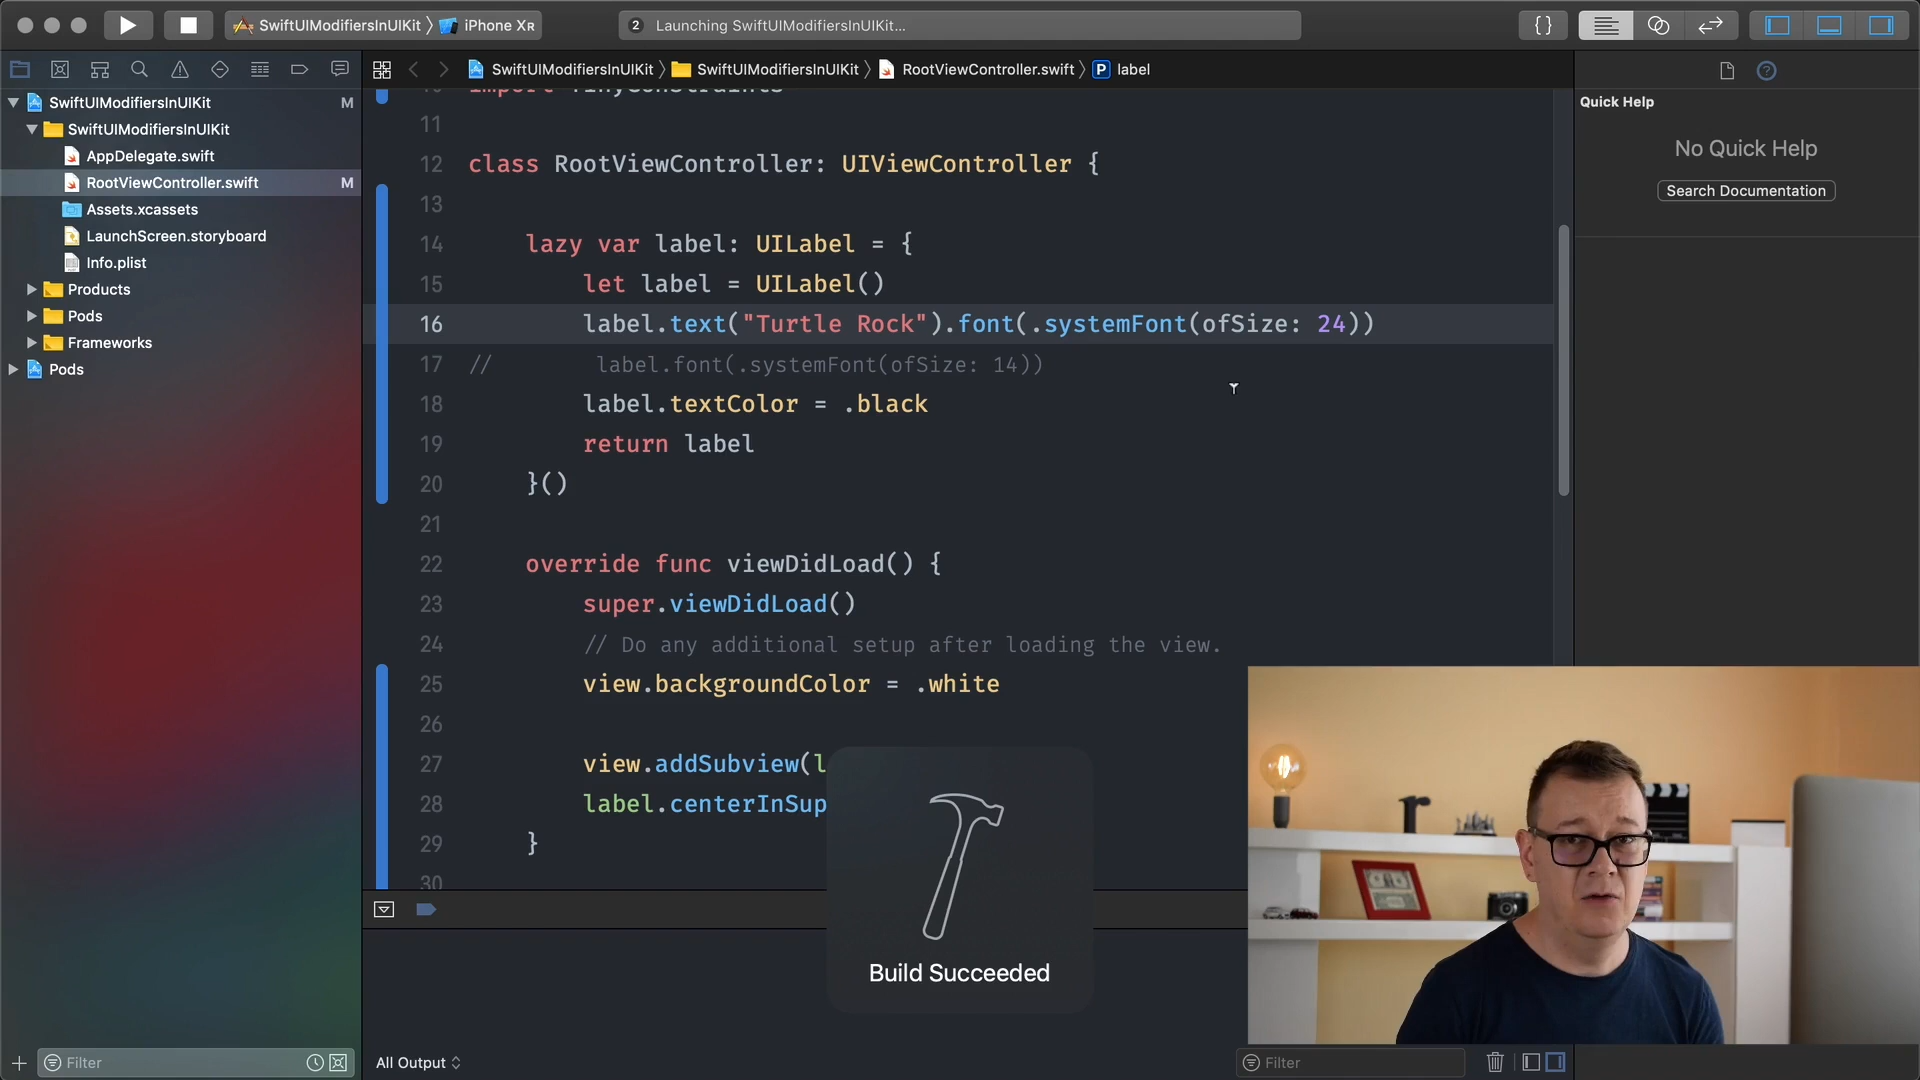 SwiftUIModifiersInUIKit
iPhone XR
2
Launching SwiftUIModifiersInUIKit...
{}
SwiftUIModifiersInUIKit
SwiftUIModifiersInUIKit
RootViewController.swift
P
label
Quick Help
No Quick Help
Search Documentation
SwiftUIModifiersInUIKit M
SwiftUIModifiersInUIKit
AppDelegate.swift
RootViewController.swift M
Assets.xcassets
LaunchScreen.storyboard
Info.plist
Products
Pods
Frameworks
Pods
Filter
import TinyConstraints
11
12 class RootViewController: UIViewController {
13
14 lazy var label: UILabel = {
15 let label = UILabel()
16 label.text("Turtle Rock").font(.systemFont(ofSize: 24))
17 // label.font(.systemFont(ofSize: 14))
18 label.textColor = .black
19 return label
20 }()
21
22 override func viewDidLoad() {
23 super.viewDidLoad()
24 // Do any additional setup after loading the view.
25 view.backgroundColor = .white
26
27 view.addSubview(l
28 label.centerInSup
29 }
30
Build Succeeded
All Output
Filter